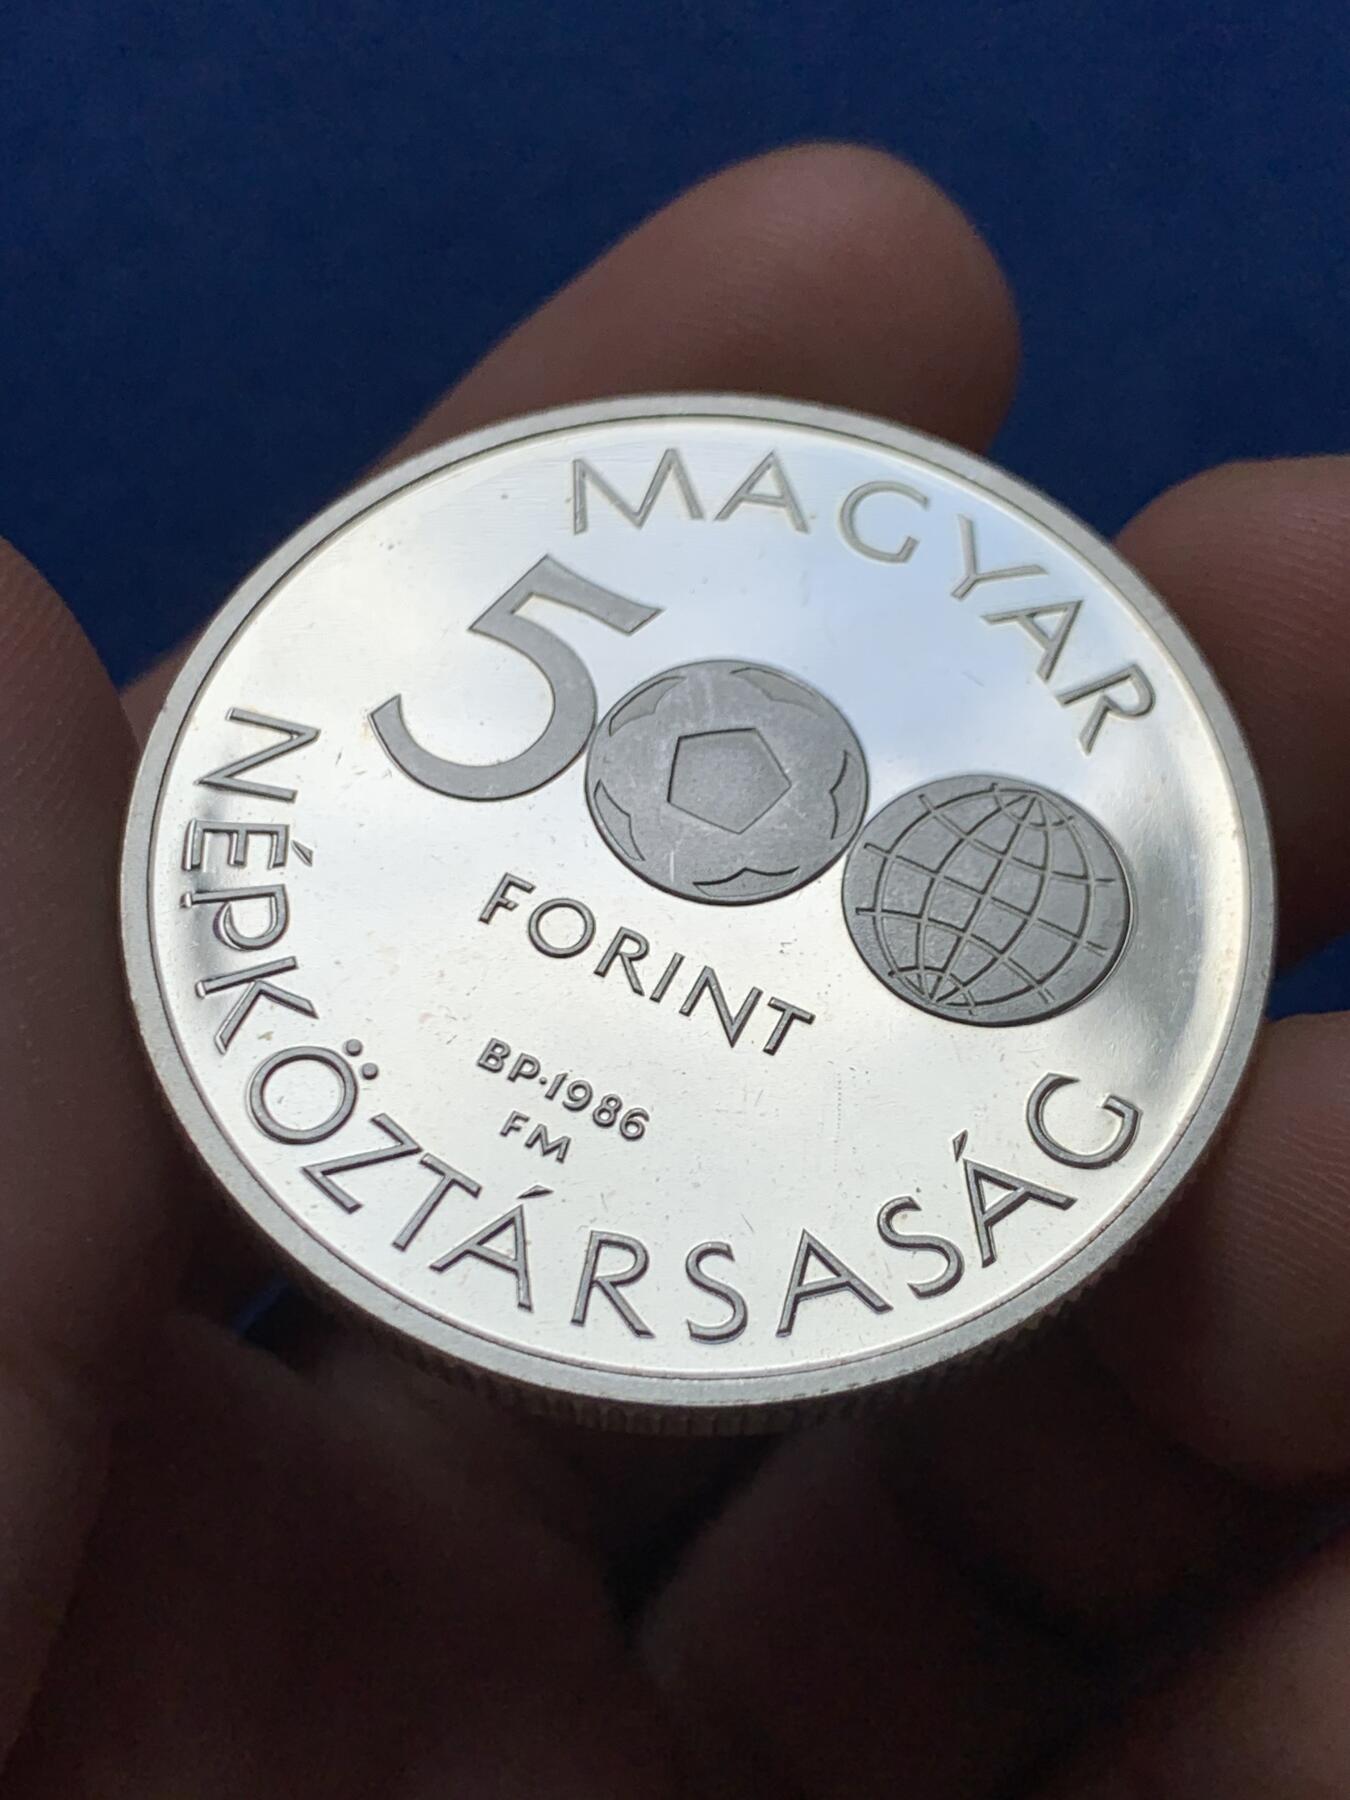 MAGYAR
500
FORINT
BP·1986
FM
NÉPKÖZTÁRSASÁG